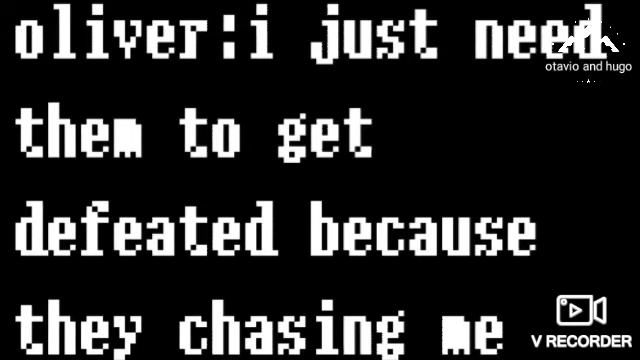 oliver:i just need
otavio and hugo
them to get
defeated because
they chasing me
V RECORDER